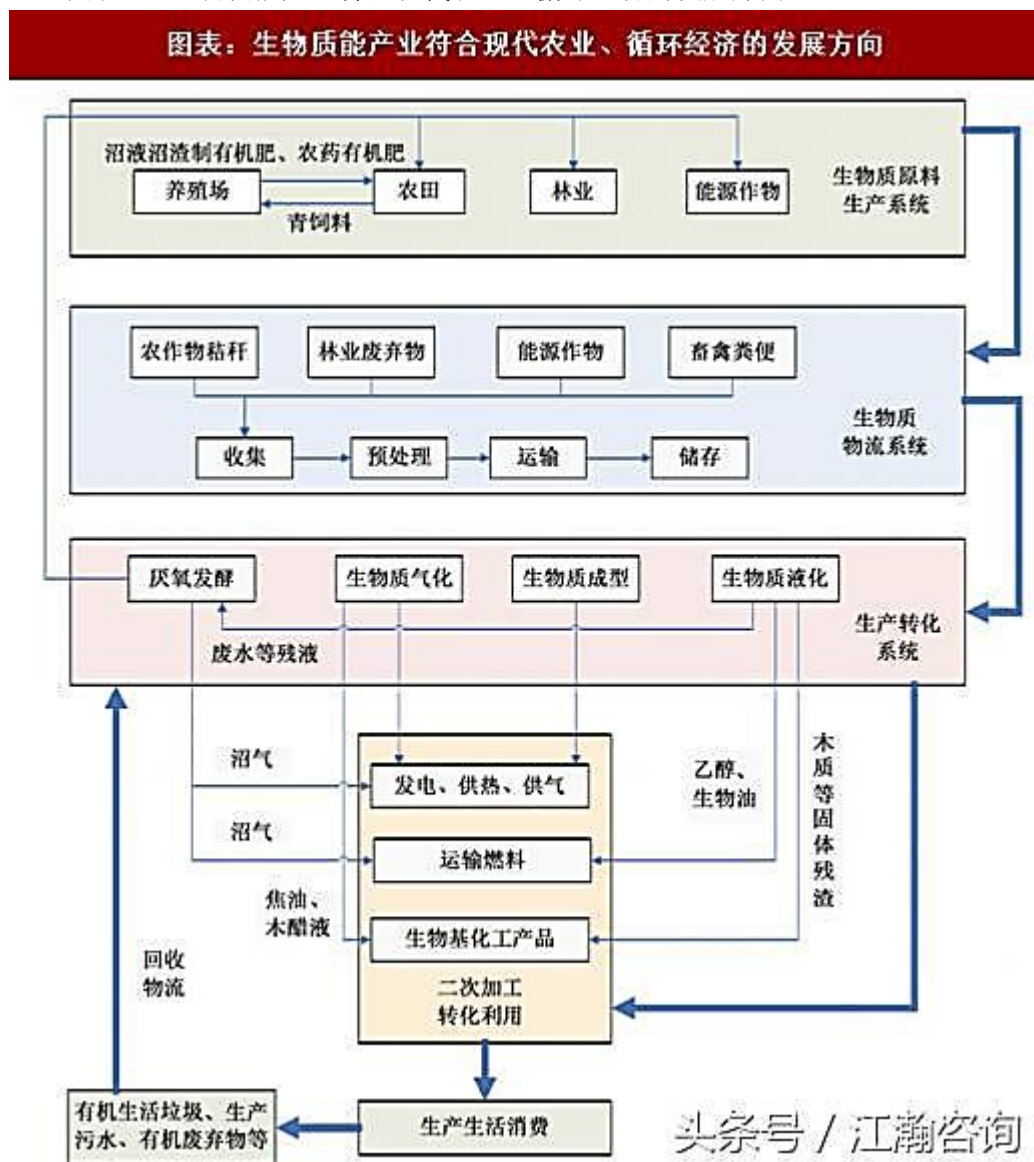 图表：生物质能产业符合现代农业、循环经济的发展方向
沼液沼渣制有机肥、农药有机肥
养殖场
农田
林业
能源作物
青饲料
生物质原料
生产系统
农作物秸秆
林业废弃物
能源作物
畜禽粪便
收集
预处理
运输
储存
生物质
物流系统
厌氧发酵
生物质气化
生物质成型
生物质液化
废水等残液
生产转化
系统
沼气
发电、供热、供气
乙醇、
生物油
木质等固体残渣
沼气
运输燃料
焦油、
木醋液
生物基化工产品
回收
物流
二次加工
转化利用
有机生活垃圾、生产
污水、有机废弃物等
生产生活消费
头条号 / 江瀚咨询